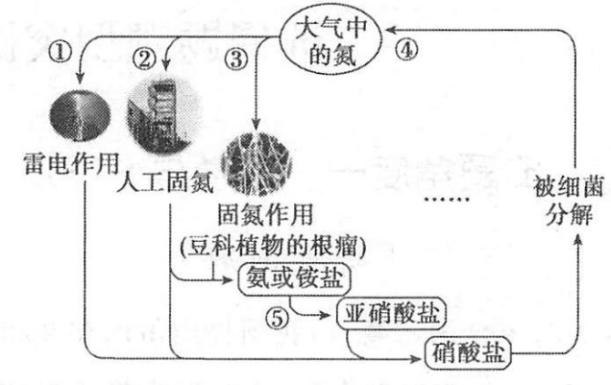 大气中
的氮
①
②
③
④
雷电作用
人工固氮
固氮作用
(豆科植物的根瘤)
……
被细菌
分解
氨或铵盐
⑤
亚硝酸盐
硝酸盐